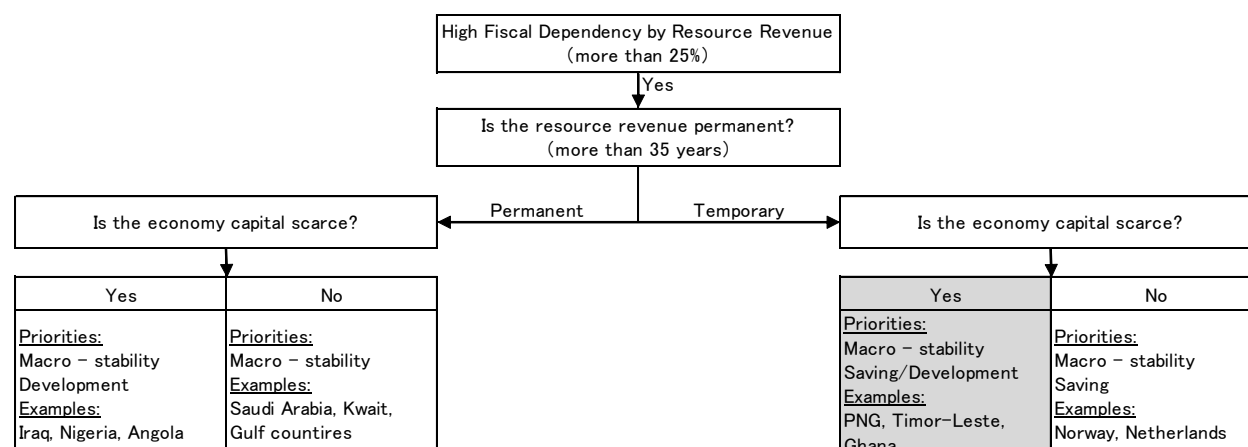 High Fiscal Dependency by Resource Revenue
(more than 25%)
Yes
Is the resource revenue permanent?
(more than 35 years)
Permanent
Temporary
Is the economy capital scarce?
Yes
No
Priorities:
Macro - stability
Development
Examples:
Iraq, Nigeria, Angola
Priorities:
Macro - stability
Examples:
Saudi Arabia, Kwait,
Gulf countires
Is the economy capital scarce?
Yes
No
Priorities:
Macro - stability
Saving/Development
Examples:
PNG, Timor-Leste,
Ghana
Priorities:
Macro - stability
Saving
Examples:
Norway, Netherlands